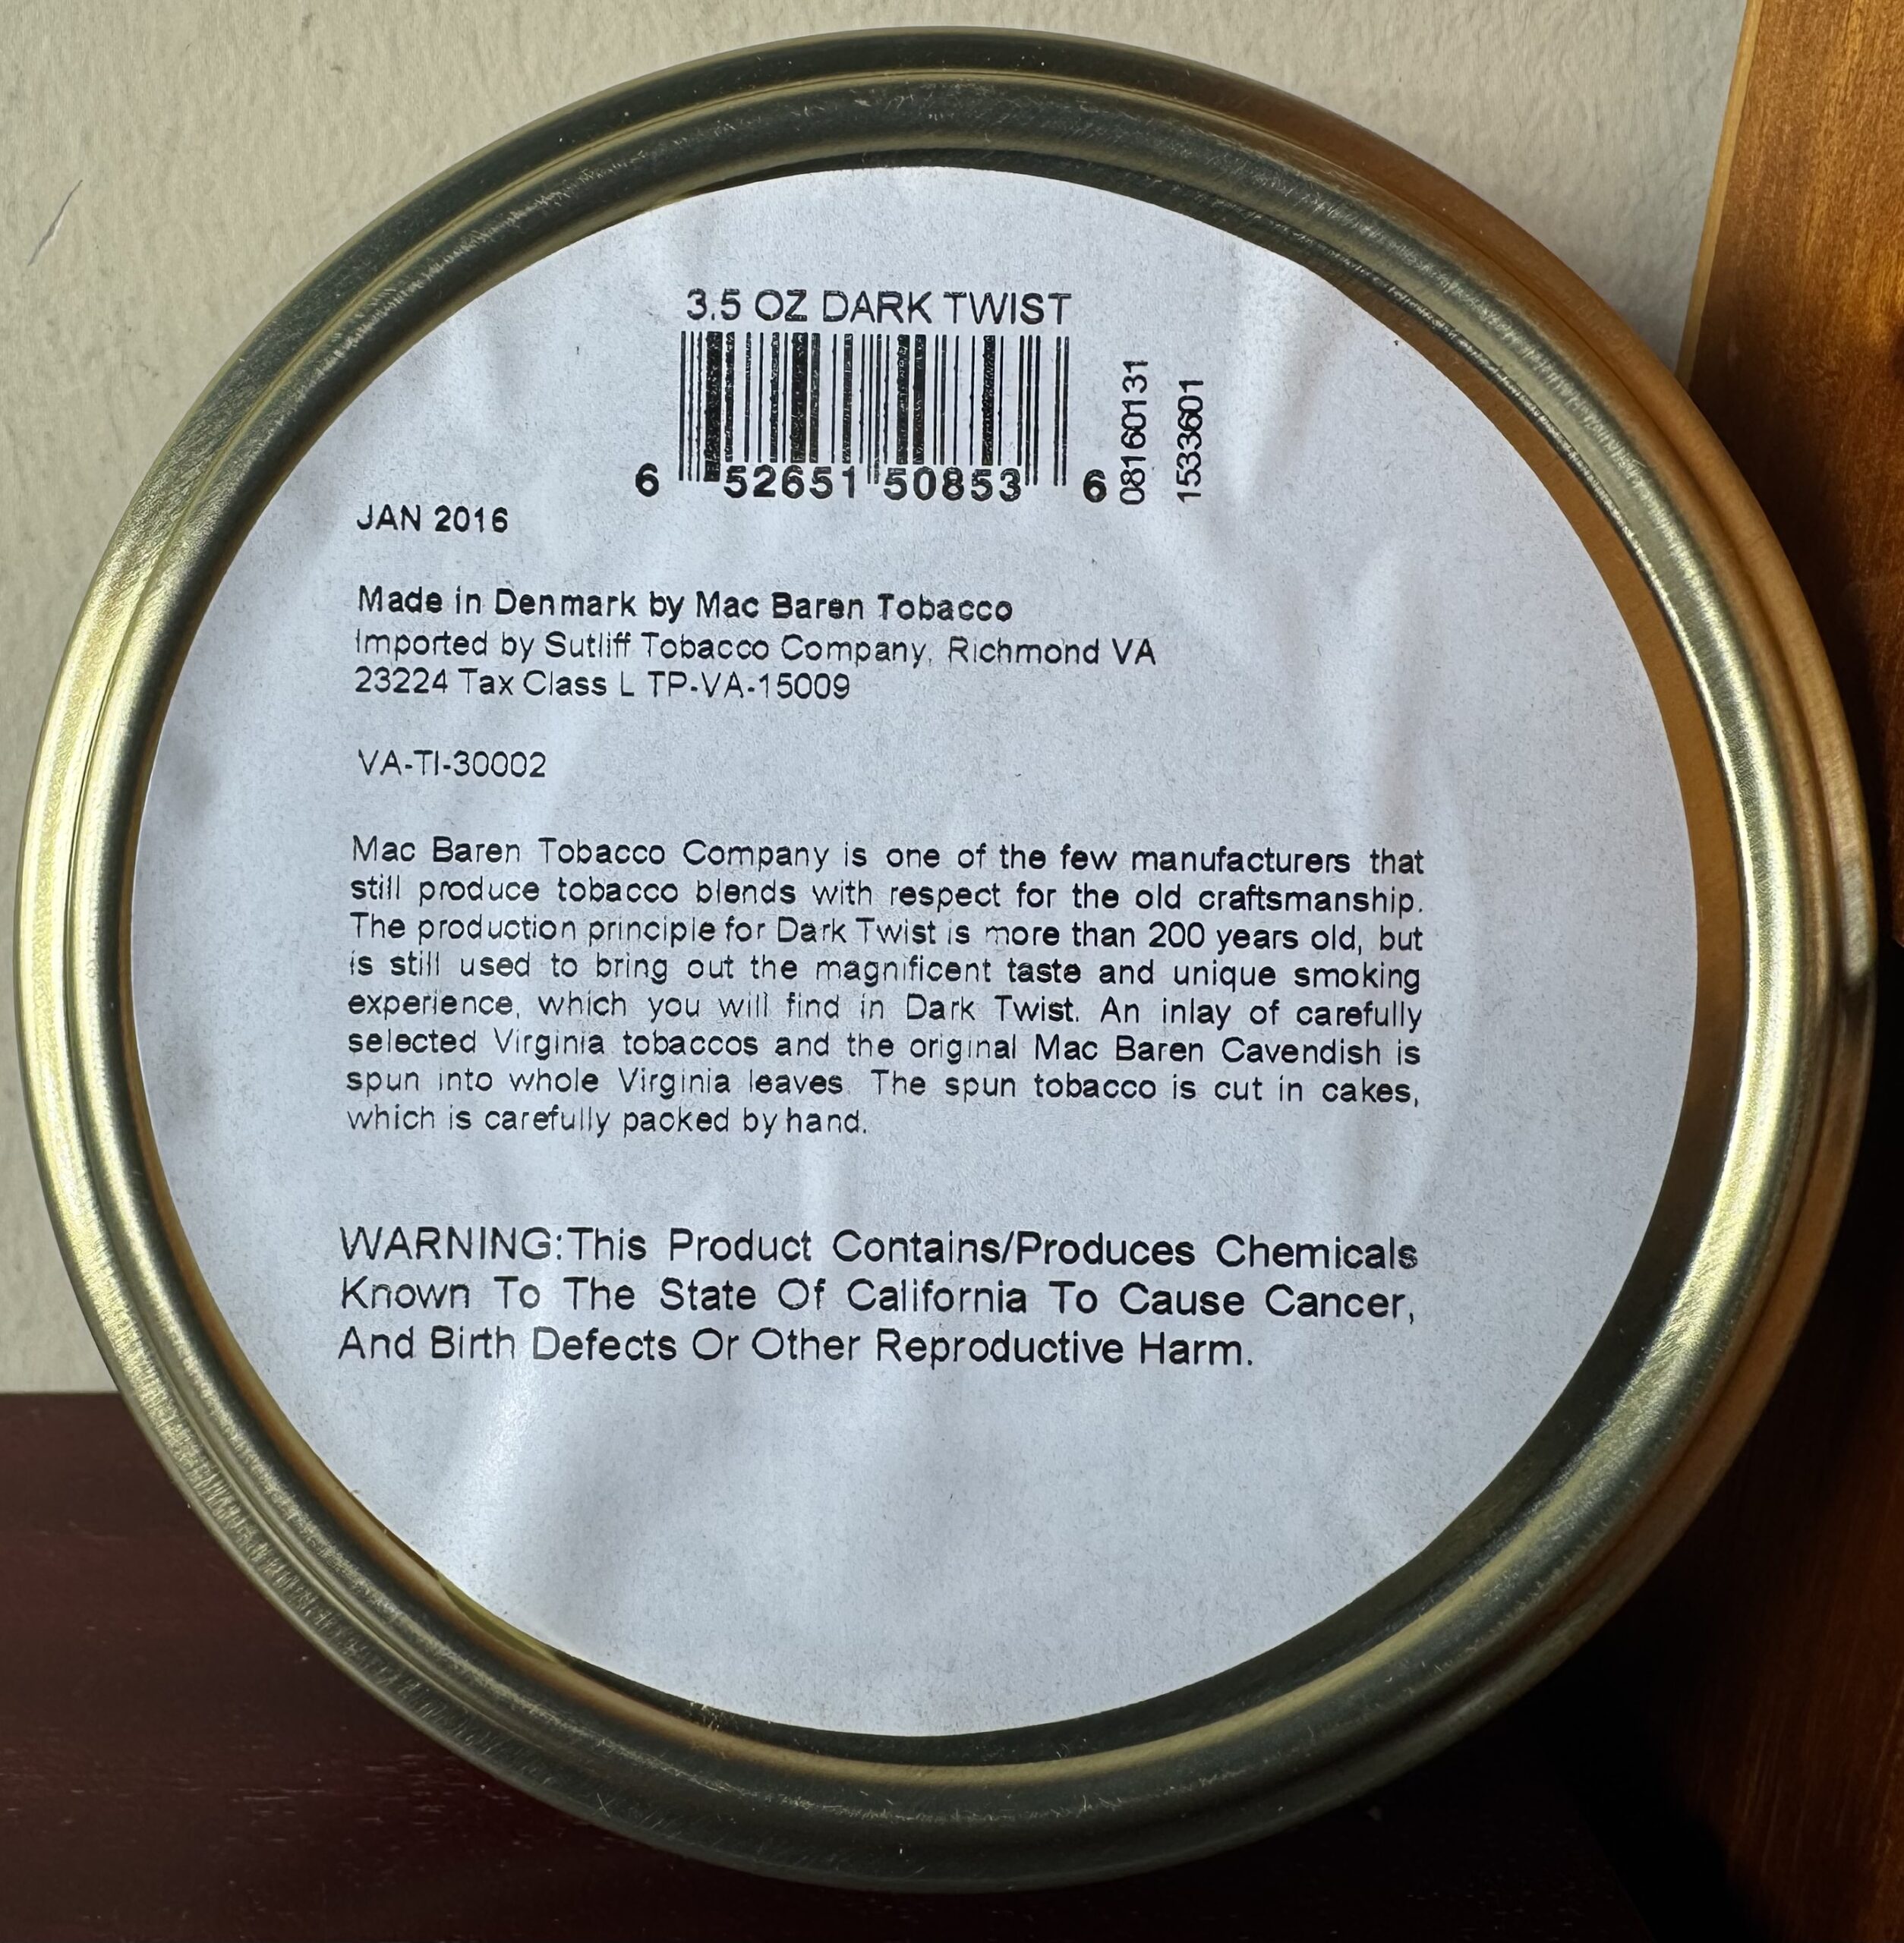 3.5 OZ DARK TWIST
6 52651 50853 6
08160131
1533601
JAN 2016
Made in Denmark by Mac Baren Tobacco
Imported by Sutliff Tobacco Company, Richmond VA
23224 Tax Class L TP-VA-15009
VA-TI-30002
Mac Baren Tobacco Company is one of the few manufacturers that
still produce tobacco blends with respect for the old craftsmanship.
The production principle for Dark Twist is more than 200 years old, but
is still used to bring out the magnificent taste and unique smoking
experience, which you will find in Dark Twist. An inlay of carefully
selected Virginia tobaccos and the original Mac Baren Cavendish is
spun into whole Virginia leaves. The spun tobacco is cut in cakes,
which is carefully packed by hand.
WARNING:This Product Contains/Produces Chemicals
Known To The State Of California To Cause Cancer,
And Birth Defects Or Other Reproductive Harm.